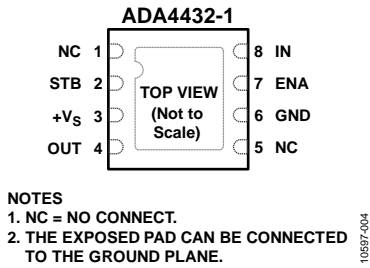 ADA4432-1
NC 1
STB 2
+VS 3
OUT 4
TOP VIEW
(Not to
Scale)
8 IN
7 ENA
6 GND
5 NC
NOTES
1. NC = NO CONNECT.
2. THE EXPOSED PAD CAN BE CONNECTED
TO THE GROUND PLANE.
10597-004